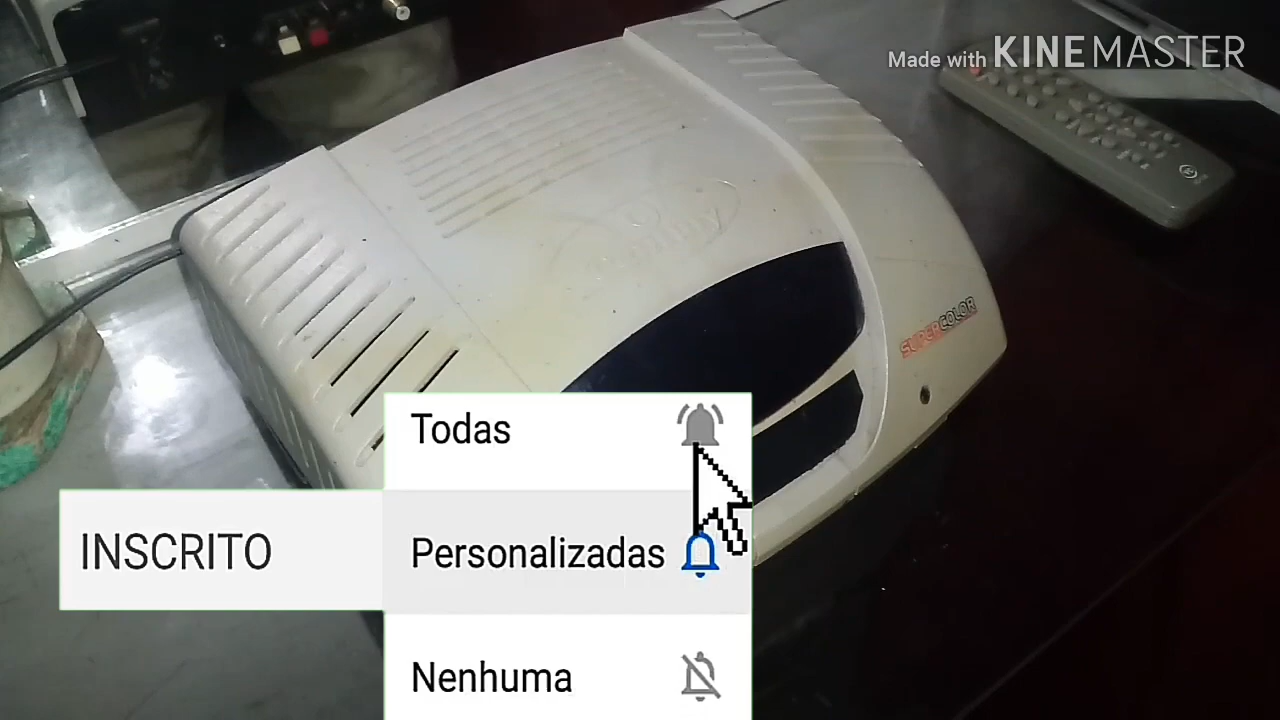 Made with KINEMASTER
SUPERCOLOR
Todas
INSCRITO
Personalizadas
Nenhuma